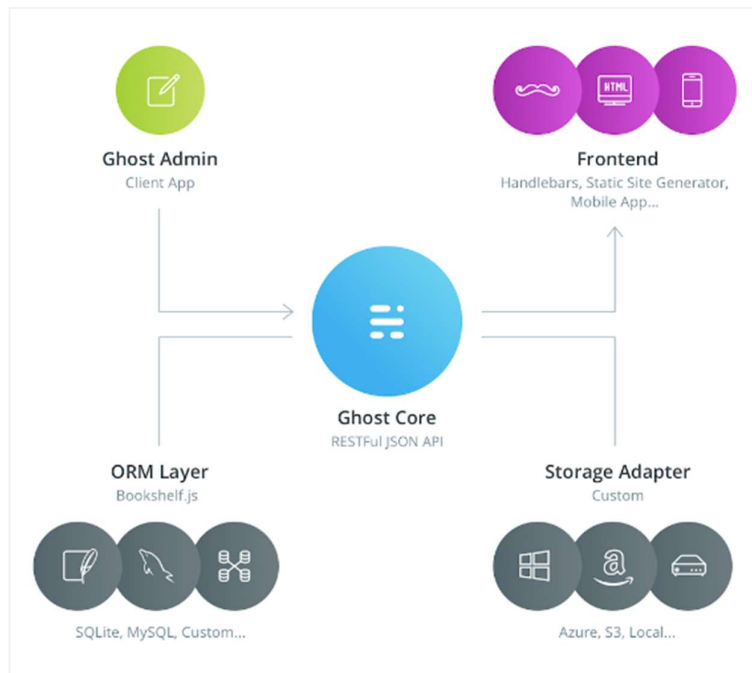 Ghost Admin
Client App
HTML
Frontend
Handlebars, Static Site Generator,
Mobile App...
Ghost Core
RESTFul JSON API
ORM Layer
Bookshelf.js
SQLite, MySQL, Custom...
Storage Adapter
Custom
a
Azure, S3, Local...